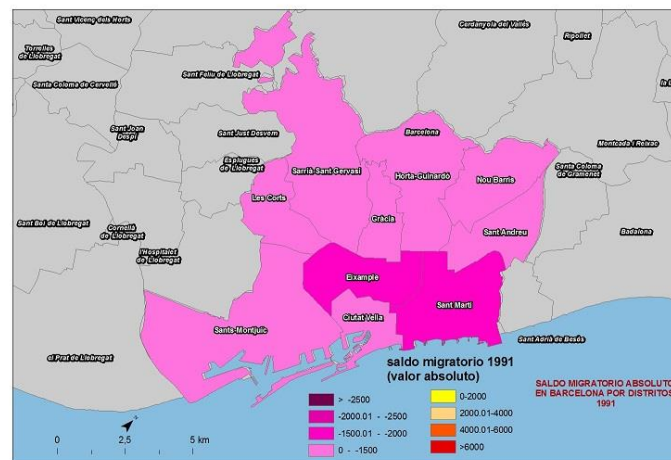 Sant Vicenç dels Horts
Cerdanyola del Vallès
Ripollet
Torrelles
de Llobregat
Sant Feliu de Llobregat
Santa Coloma de Cervelló
Sant Joan
Despí
Sant Just Desvern
Barcelona
Montcada i Reixac
Esplugues
de Llobregat
Sarrià-Sant Gervasi
Horta-Guinardó
Nou Barris
Santa Coloma
de Gramenet
Les Corts
Gràcia
Sant Boi de Llobregat
Cornellà
de Llobregat
Sant Andreu
Badalona
l'Hospitalet
de Llobregat
Eixample
Sant Martí
Ciutat Vella
Sants-Montjuïc
Sant Adrià de Besòs
el Prat de Llobregat
saldo migratorio 1991
(valor absoluto)
> -2500
-2000.01 - -2500
-1500.01 - -2000
0 - -1500
0-2000
2000.01-4000
4000.01-6000
>6000
SALDO MIGRATORIO ABSOLUTO
EN BARCELONA POR DISTRITOS
1991
0 2,5 5 km